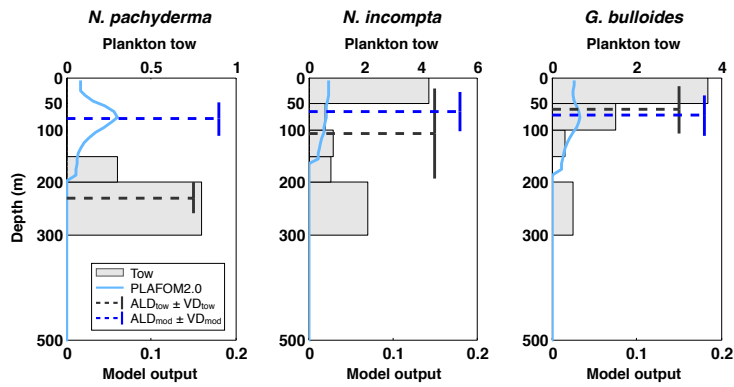 N. pachyderma
N. incompta
G. bulloides
Plankton tow
Plankton tow
Plankton tow
0 0.5 1
0 2 4 6
0 1 2 3 4
Depth (m)
0
50
100
200
300
500
0
50
100
200
300
500
0
50
100
200
300
500
Tow
PLAFOM2.0
ALDtow ± VDtow
ALDmod ± VDmod
0 0.1 0.2
0 0.1 0.2
0 0.1 0.2
Model output
Model output
Model output